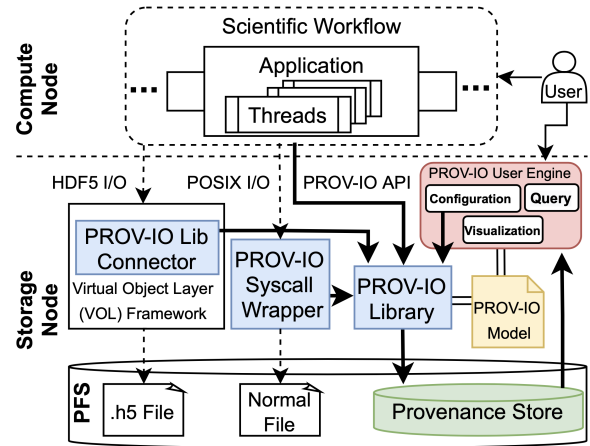 Compute
Node
Scientific Workflow
Application
Threads
User
HDF5 I/O
POSIX I/O
PROV-IO API
PROV-IO User Engine
Configuration
Query
Visualization
Storage
Node
PROV-IO Lib
Connector
Virtual Object Layer
(VOL) Framework
PROV-IO
Syscall
Wrapper
PROV-IO
Library
PROV-IO
Model
PFS
.h5 File
Normal
File
Provenance Store